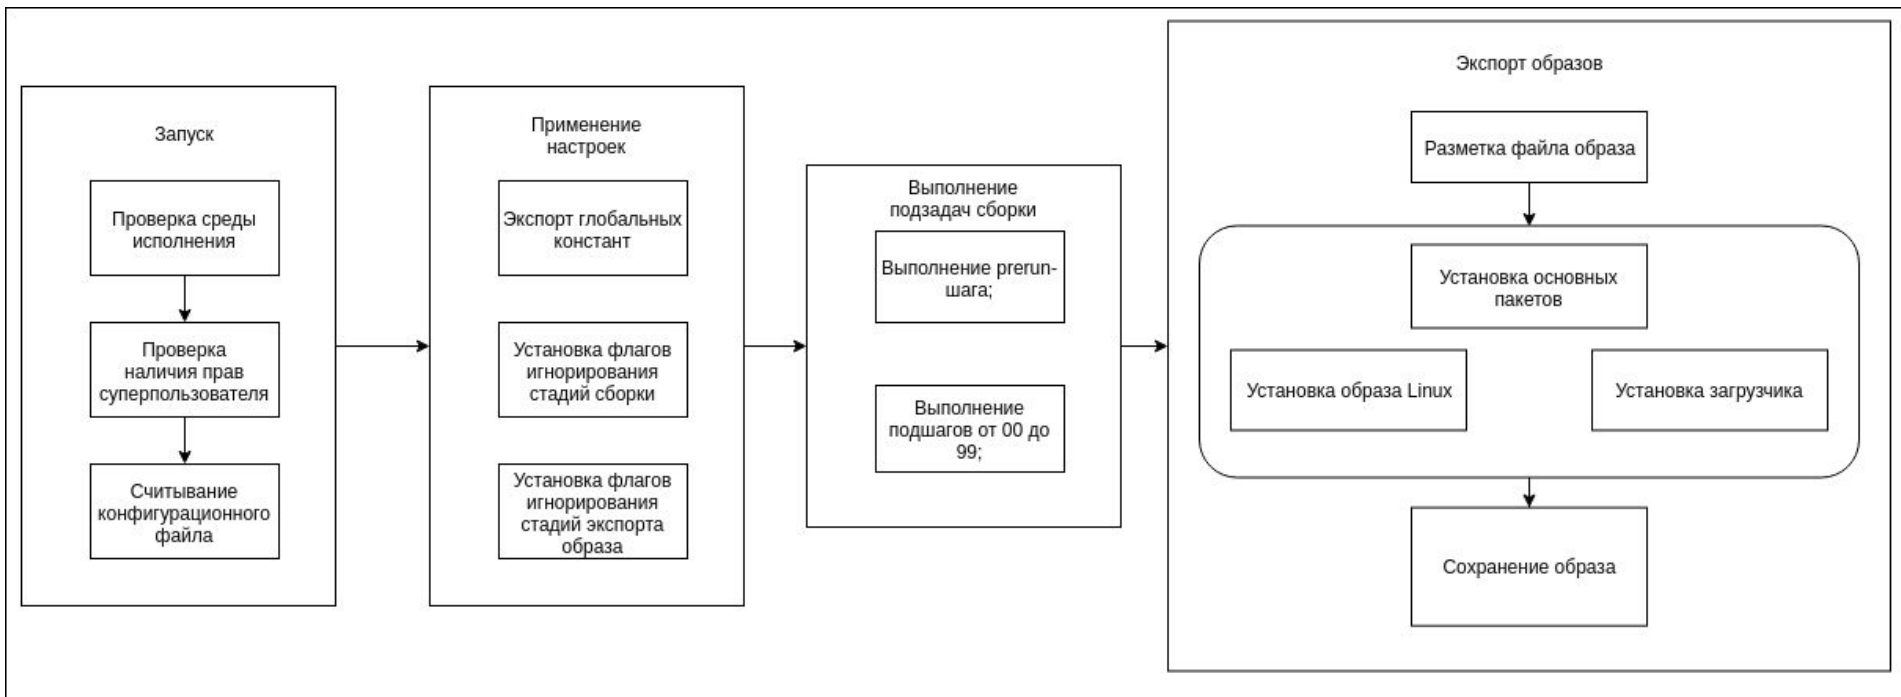 Запуск
Проверка среды
исполнения
Проверка
наличия прав
суперпользователя
Считывание
конфигурационного
файла
Применение
настроек
Экспорт глобальных
констант
Установка флагов
игнорирования
стадий сборки
Установка флагов
игнорирования
стадий экспорта
образа
Выполнение
подзадач сборки
Выполнение prerun-
шага;
Выполнение
подшагов от 00 до
99;
Экспорт образов
Разметка файла образа
Установка основных
пакетов
Установка образа Linux
Установка загрузчика
Сохранение образа